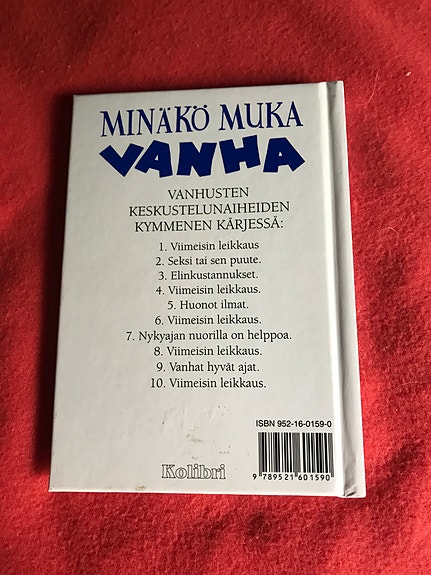 MINÄKÖ MUKA
VANHA
VANHUSTEN
KESKUSTELUNAIHEIDEN
KYMMENEN KÄRJESSÄ:
1. Viimeisin leikkaus
2. Seksi tai sen puute.
3. Elinkustannukset.
4. Viimeisin leikkaus.
5. Huonot ilmat.
6. Viimeisin leikkaus.
7. Nykyajan nuorilla on helppoa.
8. Viimeisin leikkaus.
9. Vanhat hyvät ajat.
10. Viimeisin leikkaus.
ISBN 952-16-0159-0
Kolibri
9 789521 601590